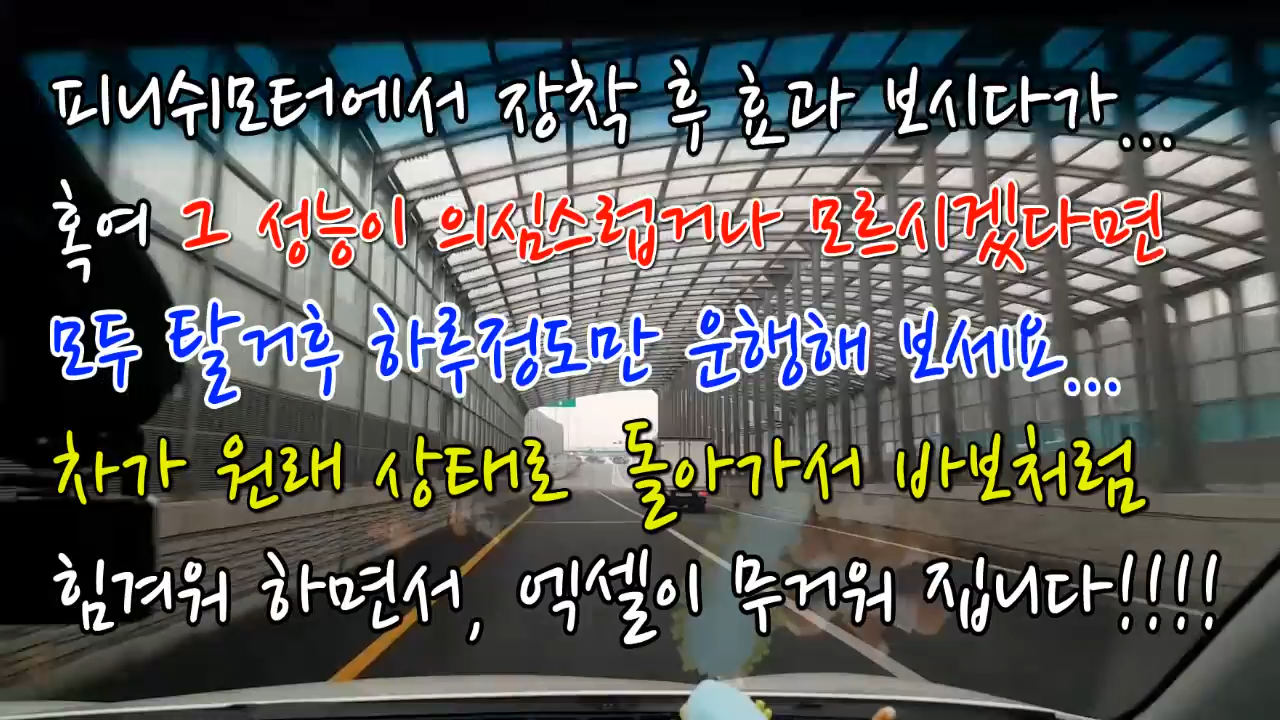 피니쉬모터에서 장착 후 효과 보시다가...
혹여 그 성능이 의심스럽거나 모르시겠다면
모두 탈거후 하루정도만 운행해 보세요...
차가 원래 상태로 돌아가서 바보처럼
힘겨워 하면서, 엑셀이 무거워 집니다!!!!